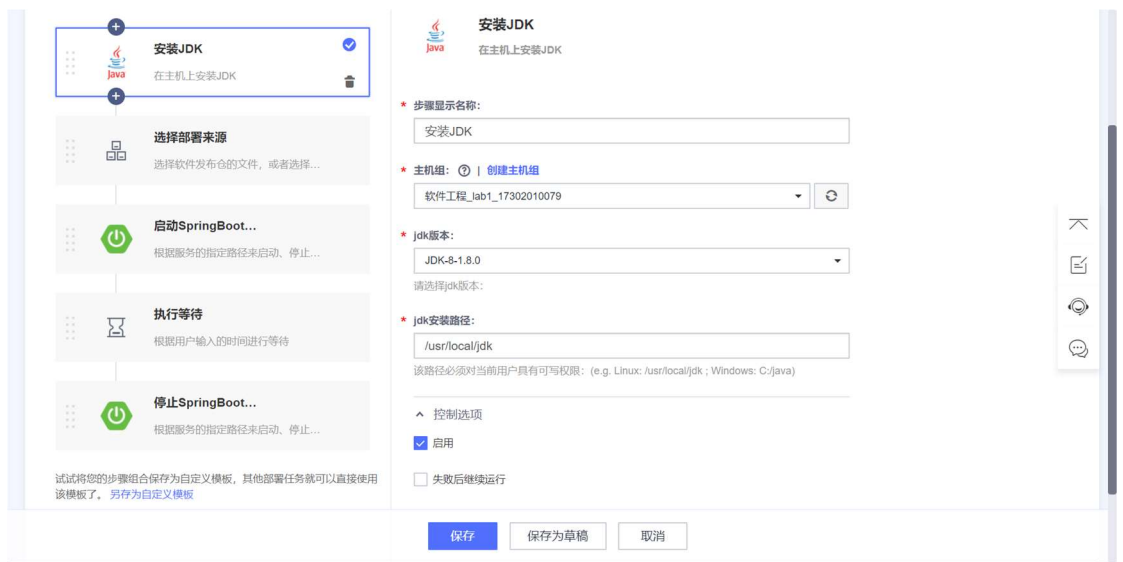 安装JDK
在主机上安装JDK
Java
选择部署来源
选择软件发布仓的文件，或者选择...
启动SpringBoot...
根据服务的指定路径来启动、停止...
执行等待
根据用户输入的时间进行等待
停止SpringBoot...
根据服务的指定路径来启动、停止...
试试将您的步骤组合保存为自定义模板，其他部署任务就可以直接使用
该模板了。 另存为自定义模板
安装JDK
Java
在主机上安装JDK
* 步骤显示名称：
安装JDK
* 主机组： ? | 创建主机组
软件工程_lab1_17302010079
* jdk版本：
JDK-8-1.8.0
请选择jdk版本：
* jdk安装路径：
/usr/local/jdk
该路径必须对当前用户具有可写权限：(e.g. Linux: /usr/local/jdk ; Windows: C:/java)
控制选项
启用
失败后继续运行
保存
保存为草稿
取消